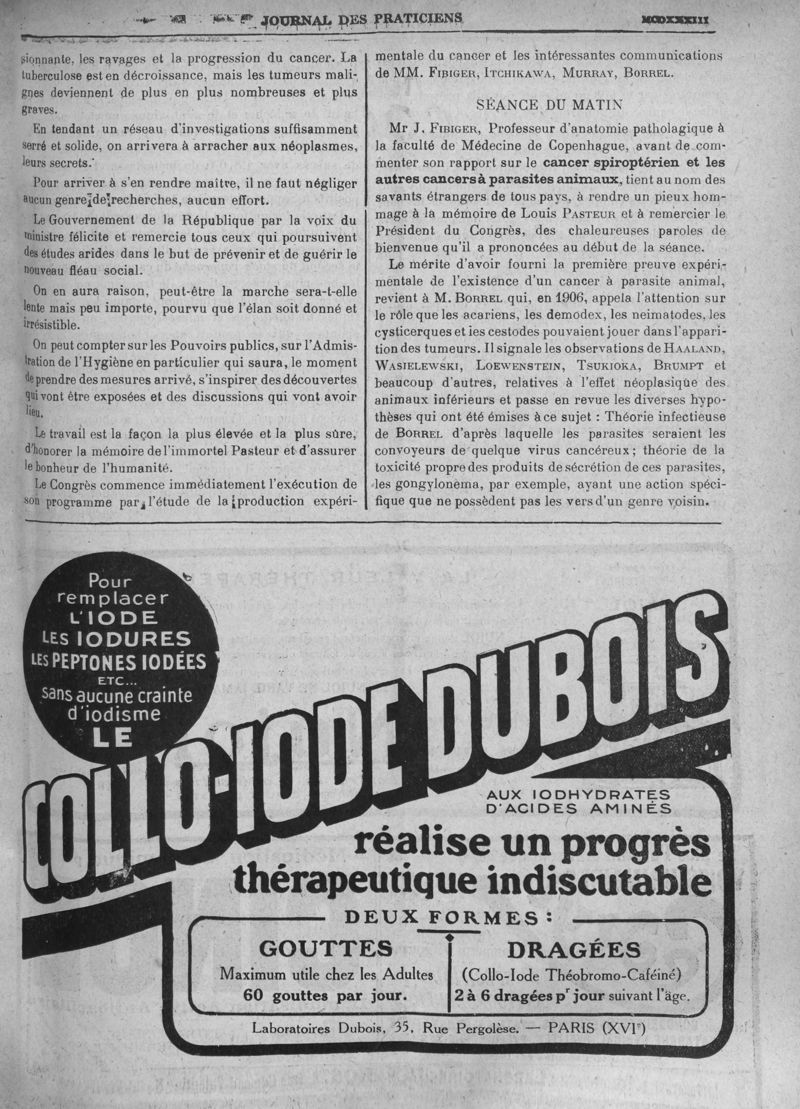 JOURNAL DES PRATICIENS
MCDXXXIII
sionnante, les ravages et la progression du cancer. La
tuberculose est en décroissance, mais les tumeurs mali-
gnes deviennent de plus en plus nombreuses et plus
graves.
En tendant un réseau d'investigations suffisamment
serré et solide, on arrivera à arracher aux néoplasmes,
leurs secrets.
Pour arriver à s'en rendre maître, il ne faut négliger
aucun genre de recherches, aucun effort.
Le Gouvernement de la République par la voix du
ministre félicite et remercie tous ceux qui poursuivent
des études arides dans le but de prévenir et de guérir le
nouveau fléau social.
On en aura raison, peut-être la marche sera-t-elle
lente mais peu importe, pourvu que l'élan soit donné et
irrésistible.
On peut compter sur les Pouvoirs publics, sur l'Admis-
tration de l'Hygiène en particulier qui saura, le moment
de prendre des mesures arrivé, s'inspirer des découvertes
qui vont être exposées et des discussions qui vont avoir
lieu.
Le travail est la façon la plus élevée et la plus sûre,
d'honorer la mémoire de l'immortel Pasteur et d'assurer
le bonheur de l'humanité.
Le Congrès commence immédiatement l'exécution de
son programme par l'étude de la production expéri-
mentale du cancer et les intéressantes communications
de MM. FIBIGER, ITCHIKAWA, MURRAY, BORREL.
SÉANCE DU MATIN
Mr J. FIBIGER, Professeur d'anatomie pathologique à
la faculté de Médecine de Copenhague, avant de com-
menter son rapport sur le cancer spiroptérien et les
autres cancers à parasites animaux, tient au nom des
savants étrangers de tous pays, à rendre un pieux hom-
mage à la mémoire de Louis PASTEUR et à remercier le
Président du Congrès, des chaleureuses paroles de
bienvenue qu'il a prononcées au début de la séance.
Le mérite d'avoir fourni la première preuve expéri-
mentale de l'existence d'un cancer à parasite animal,
revient à M. BORREL qui, en 1906, appela l'attention sur
le rôle que les acariens, les demodex, les neimatodes, les
cysticerques et les cestodes pouvaient jouer dans l'appari-
tion des tumeurs. Il signale les observations de HAALAND,
WASIELEWSKI, LOEWENSTEIN, TSUKIOKA, BRUMPT et
beaucoup d'autres, relatives à l'effet néoplasique des
animaux inférieurs et passe en revue les diverses hypo-
thèses qui ont été émises à ce sujet : Théorie infectieuse
de BORREL d'après laquelle les parasites seraient les
convoyeurs de quelque virus cancéreux ; théorie de la
toxicité propre des produits de sécrétion de ces parasites,
les gongylonema, par exemple, ayant une action spéci-
fique que ne possèdent pas les vers d'un genre voisin.
Pour
remplacer
L'IODE
LES IODURES
LES PEPTONES IODÉES
ETC...
sans aucune crainte
d'iodisme
LE
COLLO-IODE DUBOIS
AUX IODHYDRATES
D'ACIDES AMINÉS
réalise un progrès
thérapeutique indiscutable
DEUX FORMES :
GOUTTES
Maximum utile chez les Adultes
60 gouttes par jour.
DRAGÉES
(Collo-Iode Théobromo-Caféiné)
2 à 6 dragées pr jour suivant l'âge.
Laboratoires Dubois, 35, Rue Pergolèse. — PARIS (XVIe)